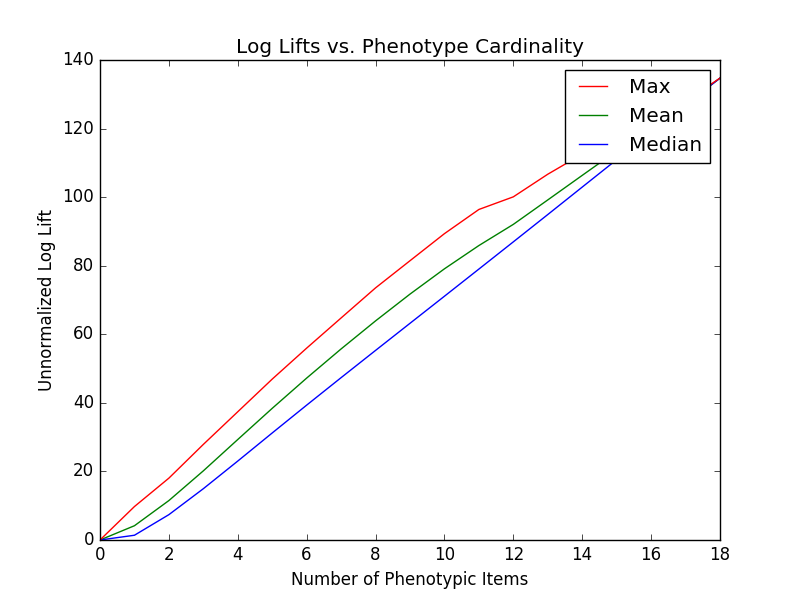 Log Lifts vs. Phenotype Cardinality
140
120
100
80
60
40
20
0
Unnormalized Log Lift
Max
Mean
Median
0 2 4 6 8 10 12 14 16 18
Number of Phenotypic Items